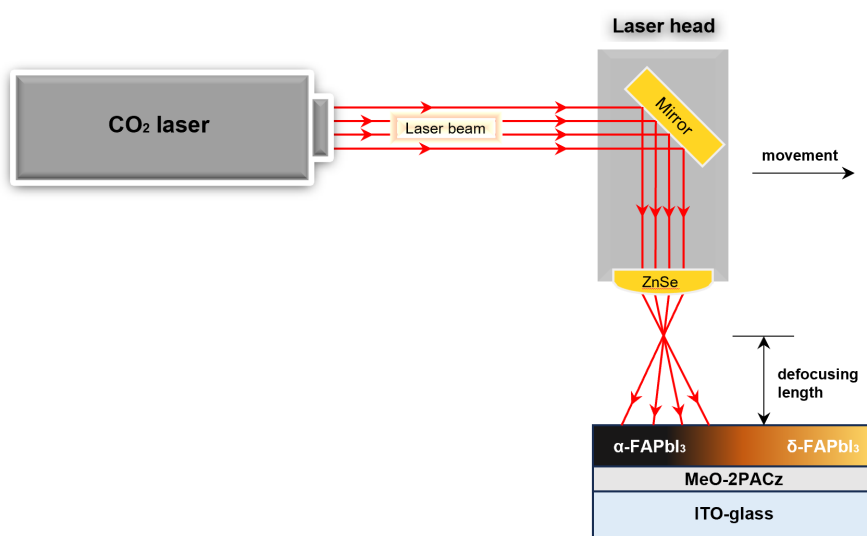 Laser head
CO₂ laser
Laser beam
Mirror
movement
ZnSe
defocusing
length
α-FAPbI₃
δ-FAPbI₃
MeO-2PACz
ITO-glass